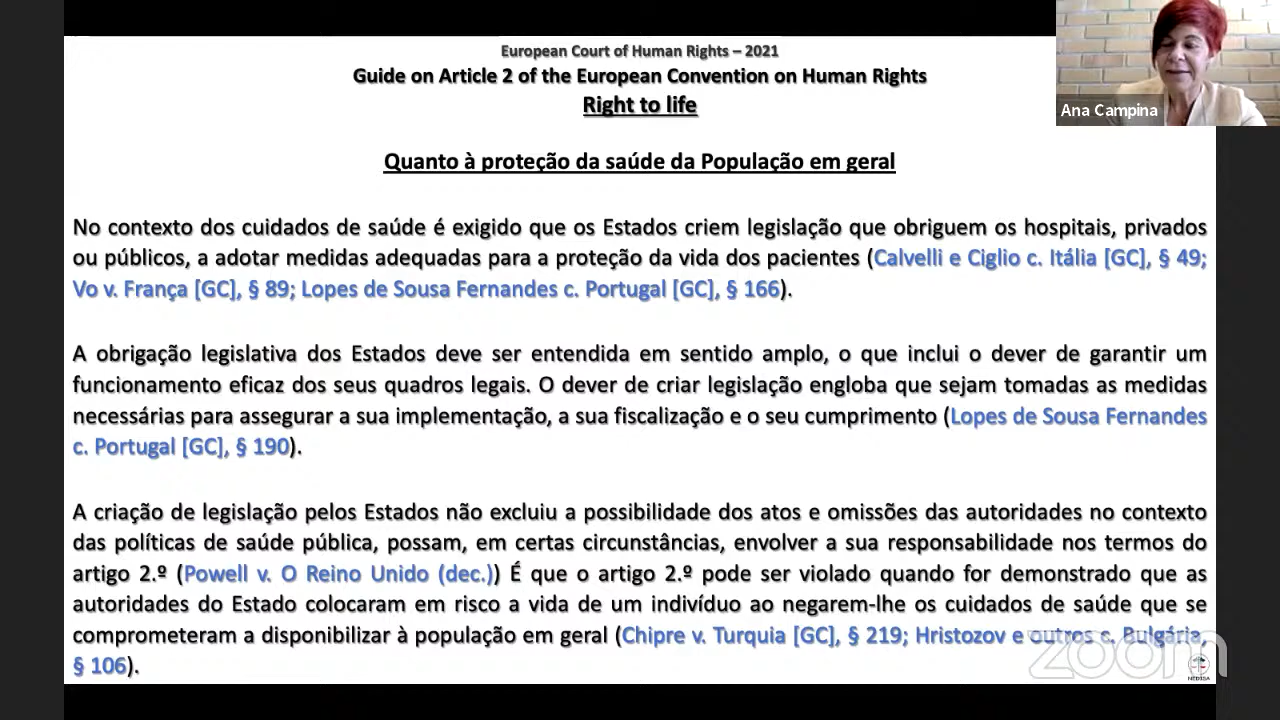 European Court of Human Rights – 2021
Guide on Article 2 of the European Convention on Human Rights
Right to life
Ana Campina
Quanto à proteção da saúde da População em geral
No contexto dos cuidados de saúde é exigido que os Estados criem legislação que obriguem os hospitais, privados
ou públicos, a adotar medidas adequadas para a proteção da vida dos pacientes (Calvelli e Ciglio c. Itália [GC], § 49;
Vo v. França [GC], § 89; Lopes de Sousa Fernandes c. Portugal [GC], § 166).
A obrigação legislativa dos Estados deve ser entendida em sentido amplo, o que inclui o dever de garantir um
funcionamento eficaz dos seus quadros legais. O dever de criar legislação engloba que sejam tomadas as medidas
necessárias para assegurar a sua implementação, a sua fiscalização e o seu cumprimento (Lopes de Sousa Fernandes
c. Portugal [GC], § 190).
A criação de legislação pelos Estados não excluiu a possibilidade dos atos e omissões das autoridades no contexto
das políticas de saúde pública, possam, em certas circunstâncias, envolver a sua responsabilidade nos termos do
artigo 2.º (Powell v. O Reino Unido (dec.)) É que o artigo 2.º pode ser violado quando for demonstrado que as
autoridades do Estado colocaram em risco a vida de um indivíduo ao negarem-lhe os cuidados de saúde que se
comprometeram a disponibilizar à população em geral (Chipre v. Turquia [GC], § 219; Hristozov e outros c. Bulgária,
§ 106).
zoom
NEDISA